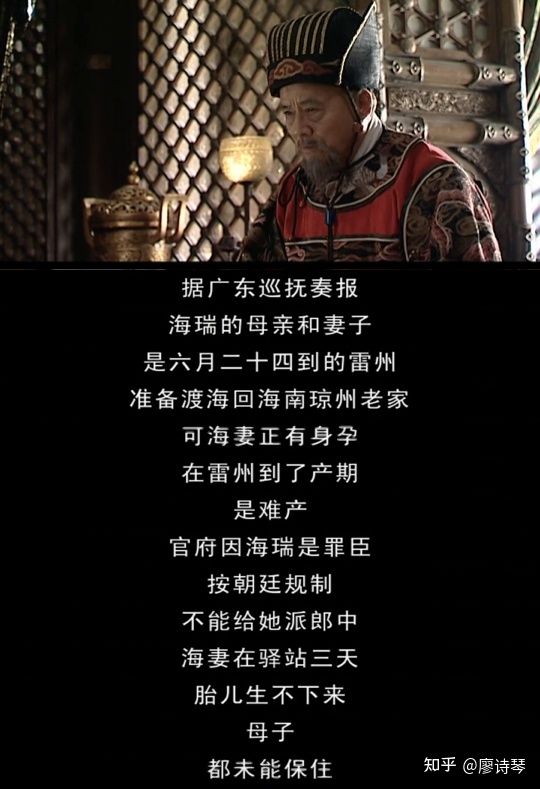 据广东巡抚奏报
海瑞的母亲和妻子
是六月二十四到的雷州
准备渡海回海南琼州老家
可海妻正有身孕
在雷州到了产期
是难产
官府因海瑞是罪臣
按朝廷规制
不能给她派郎中
海妻在驿站三天
胎儿生不下来
母子
都未能保住
知乎 @廖诗琴